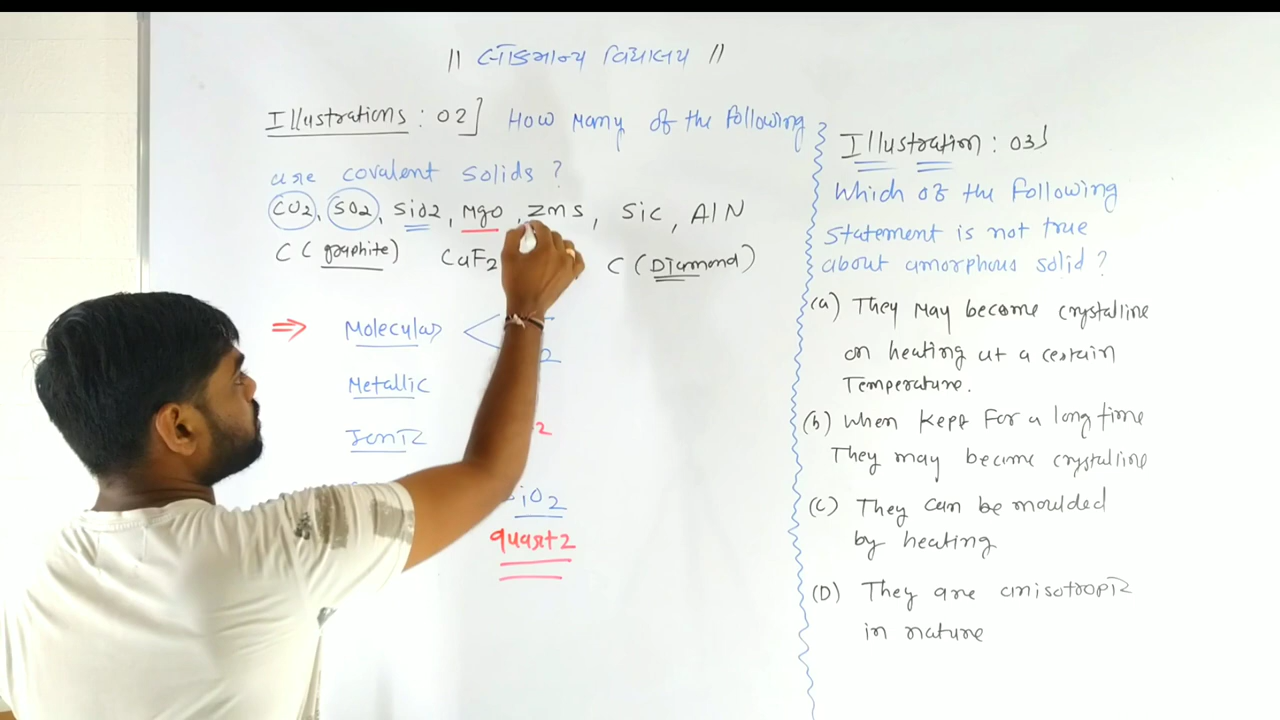 || લોકમાન્ય વિદ્યાલય ||
Illustrations : 02] How Many of the following
are covalent solids ?
CO2, SO2, SiO2, MgO, ZnS, SiC, AlN
C (graphite) CaF2 C (Diamond)
⇒ Molecular
Metallic
Ionic
SiO2
quartz
Illustration : 03]
Which of the following
statement is not true
about amorphous solid ?
(a) They may become crystalline
on heating at a certain
Temperature.
(b) When kept for a long time
They may become crystalline
(C) They can be moulded
by heating
(D) They are anisotropic
in nature